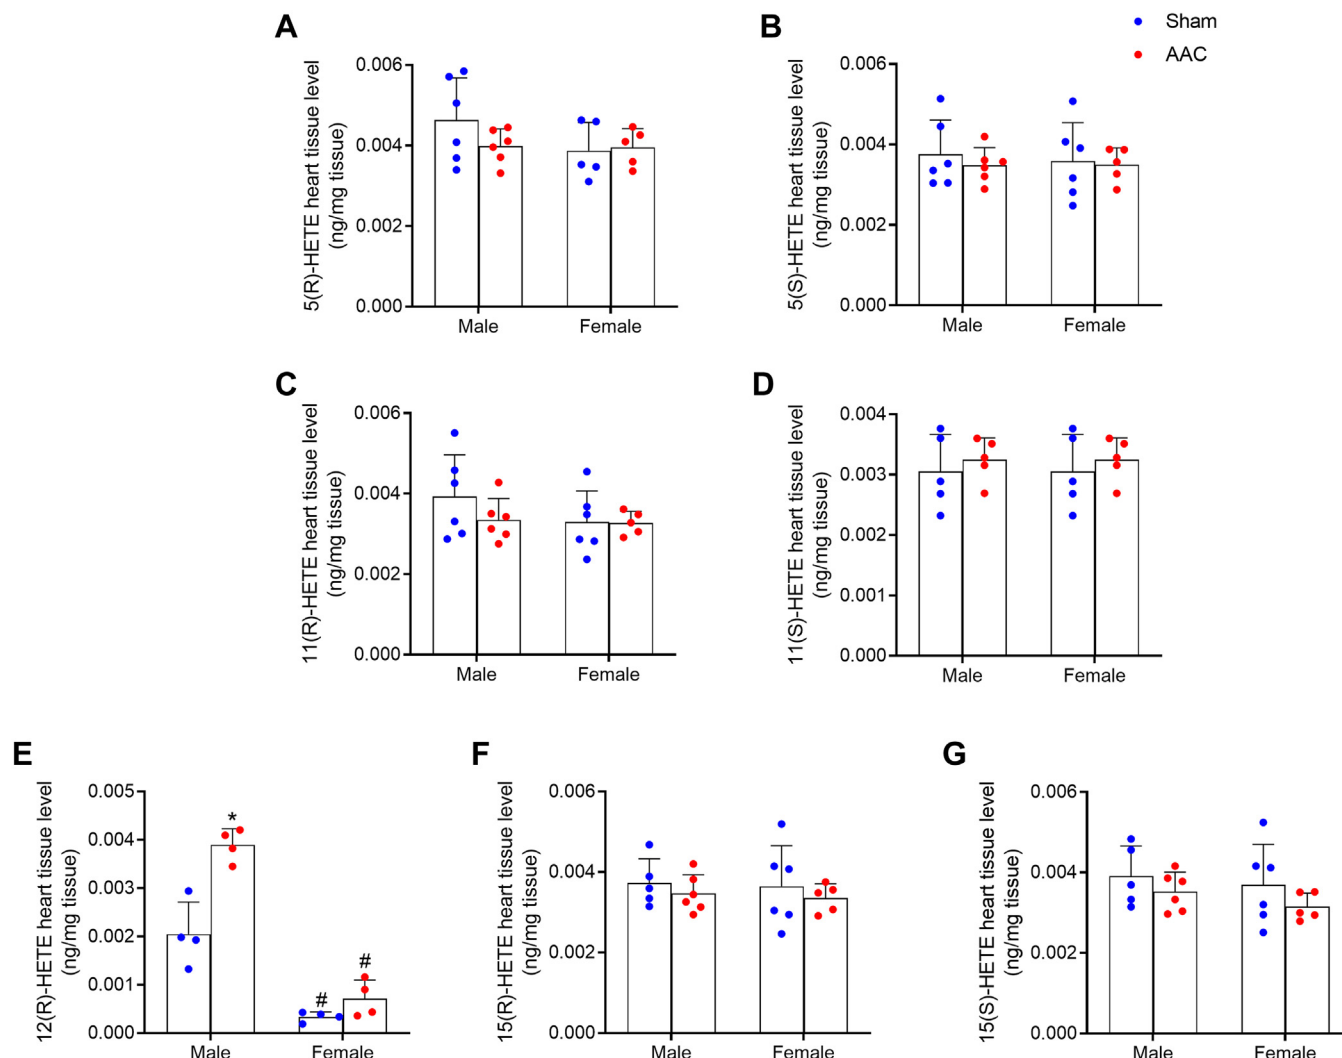 A
B
Sham
AAC
5(R)-HETE heart tissue level
(ng/mg tissue)
0.006
0.004
0.002
0.000
Male
Female
5(S)-HETE heart tissue level
(ng/mg tissue)
0.006
0.004
0.002
0.000
Male
Female
C
D
11(R)-HETE heart tissue level
(ng/mg tissue)
0.006
0.004
0.002
0.000
Male
Female
11(S)-HETE heart tissue level
(ng/mg tissue)
0.004
0.003
0.002
0.001
0.000
Male
Female
E
F
G
12(R)-HETE heart tissue level
(ng/mg tissue)
0.005
0.004
0.003
0.002
0.001
0.000
*
#
#
Male
Female
15(R)-HETE heart tissue level
(ng/mg tissue)
0.006
0.004
0.002
0.000
Male
Female
15(S)-HETE heart tissue level
(ng/mg tissue)
0.006
0.004
0.002
0.000
Male
Female